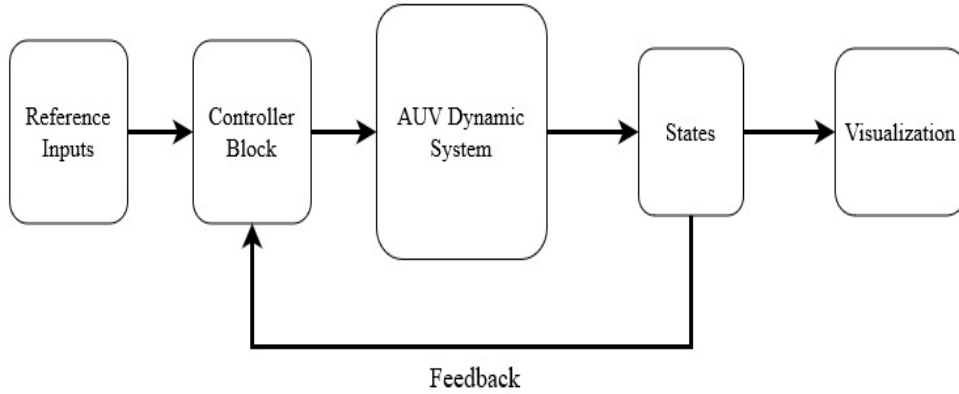 Reference
Inputs
Controller
Block
AUV Dynamic
System
States
Visualization
Feedback